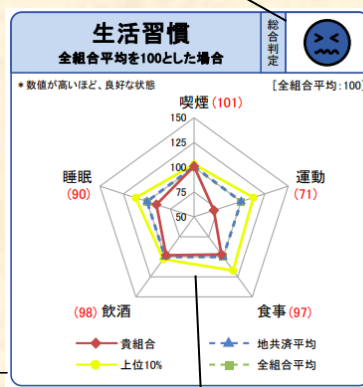 生活習慣
全組合平均を100とした場合
総合判定
*数値が高いほど、良好な状態
[全組合平均:100]
喫煙(101)
150
125
100
75
50
睡眠
(90)
運動
(71)
(98) 飲酒
食事(97)
貴組合
地共済平均
上位10%
全組合平均